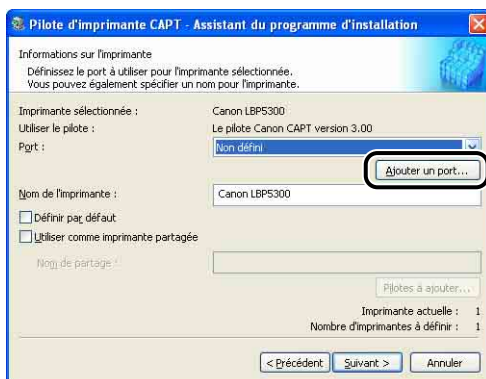 Pilote d'imprimante CAPT - Assistant du programme d'installation
Informations sur l'imprimante
Définissez le port à utiliser pour l'imprimante sélectionnée.
Vous pouvez également spécifier un nom pour l'imprimante.
Imprimante sélectionnée : Canon LBP5300
Utiliser le pilote : Le pilote Canon CAPT version 3.00
Port : Non défini
Ajouter un port...
Nom de l'imprimante : Canon LBP5300
Définir par défaut
Utiliser comme imprimante partagée
Nom de partage :
Pilotes à ajouter...
Imprimante actuelle : 1
Nombre d'imprimantes à définir : 1
< Précédent Suivant > Annuler